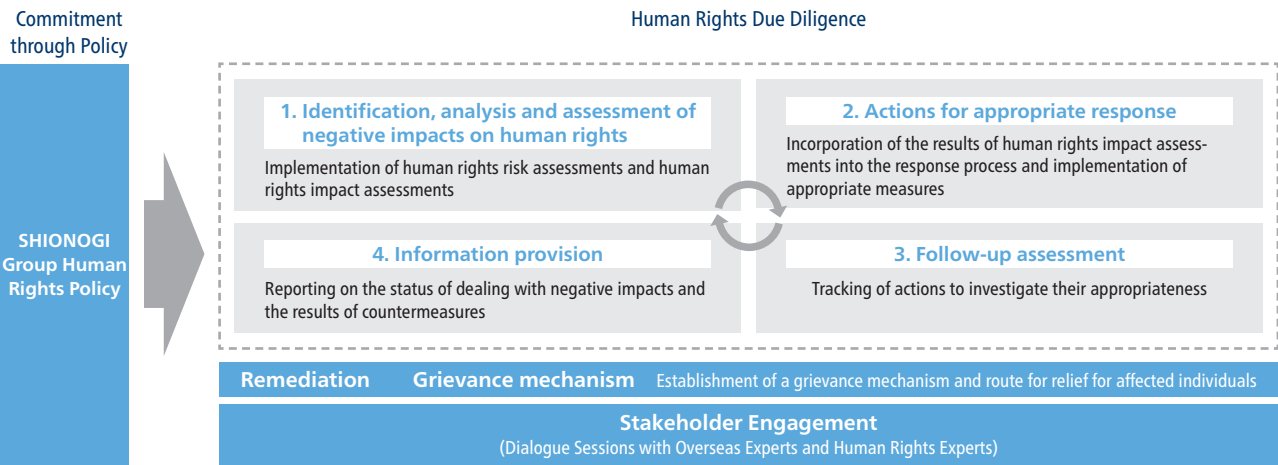 Commitment
through Policy
Human Rights Due Diligence
SHIONOGI
Group Human
Rights Policy
1. Identification, analysis and assessment of
negative impacts on human rights
Implementation of human rights risk assessments and human
rights impact assessments
2. Actions for appropriate response
Incorporation of the results of human rights impact assess-
ments into the response process and implementation of
appropriate measures
4. Information provision
Reporting on the status of dealing with negative impacts and
the results of countermeasures
3. Follow-up assessment
Tracking of actions to investigate their appropriateness
Remediation Grievance mechanism Establishment of a grievance mechanism and route for relief for affected individuals
Stakeholder Engagement
(Dialogue Sessions with Overseas Experts and Human Rights Experts)